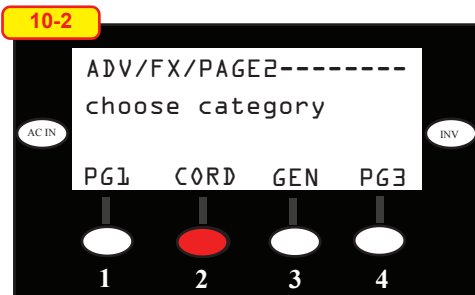 10-2
ADV/FX/PAGE2--------
choose category
AC IN
INV
PG1 CORD GEN PG3
1 2 3 4